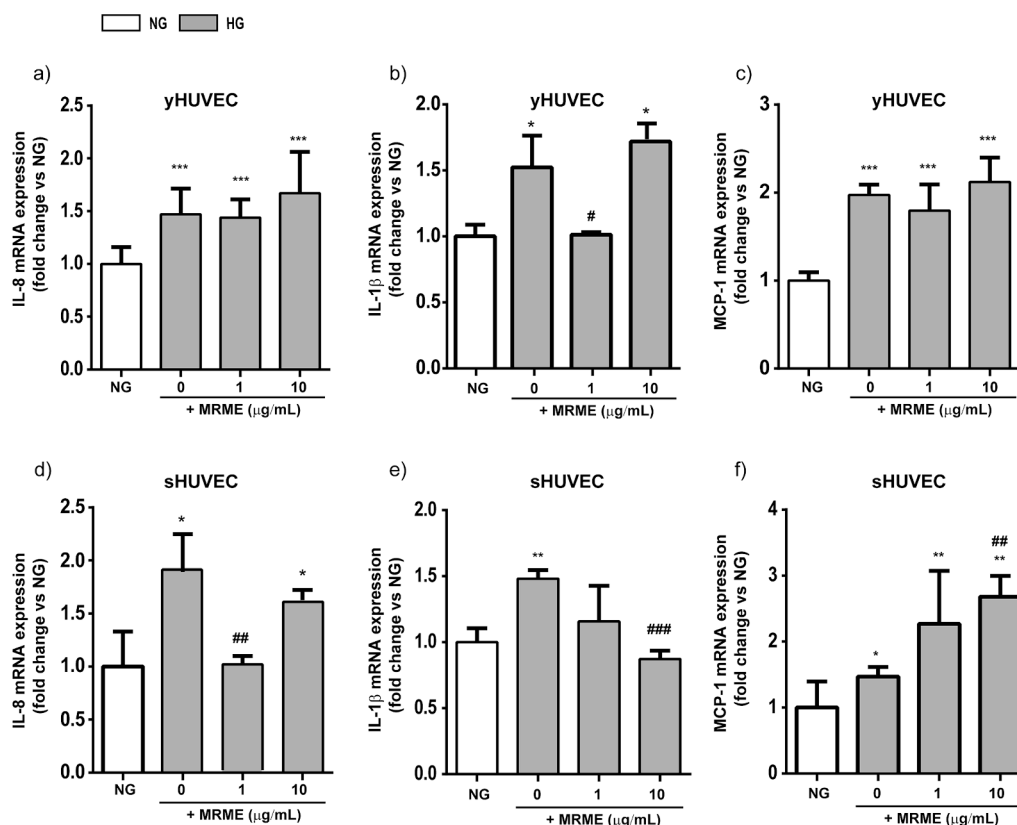 NG HG
a)
yHUVEC
IL-8 mRNA expression
(fold change vs NG)
2.5
2.0
1.5
1.0
0.5
0.0
***
***
***
NG 0 1 10
+ MRME (μg/mL)
b)
yHUVEC
IL-1β mRNA expression
(fold change vs NG)
2.0
1.5
1.0
0.5
0.0
*
#
*
NG 0 1 10
+ MRME (μg/mL)
c)
yHUVEC
MCP-1 mRNA expression
(fold change vs NG)
3
2
1
0
***
***
***
NG 0 1 10
+ MRME (μg/mL)
d)
sHUVEC
IL-8 mRNA expression
(fold change vs NG)
2.5
2.0
1.5
1.0
0.5
0.0
*
##
*
NG 0 1 10
+ MRME (μg/mL)
e)
sHUVEC
IL-1β mRNA expression
(fold change vs NG)
2.0
1.5
1.0
0.5
0.0
**
###
NG 0 1 10
+ MRME (μg/mL)
f)
sHUVEC
MCP-1 mRNA expression
(fold change vs NG)
4
3
2
1
0
*
**
##
**
NG 0 1 10
+ MRME (μg/mL)